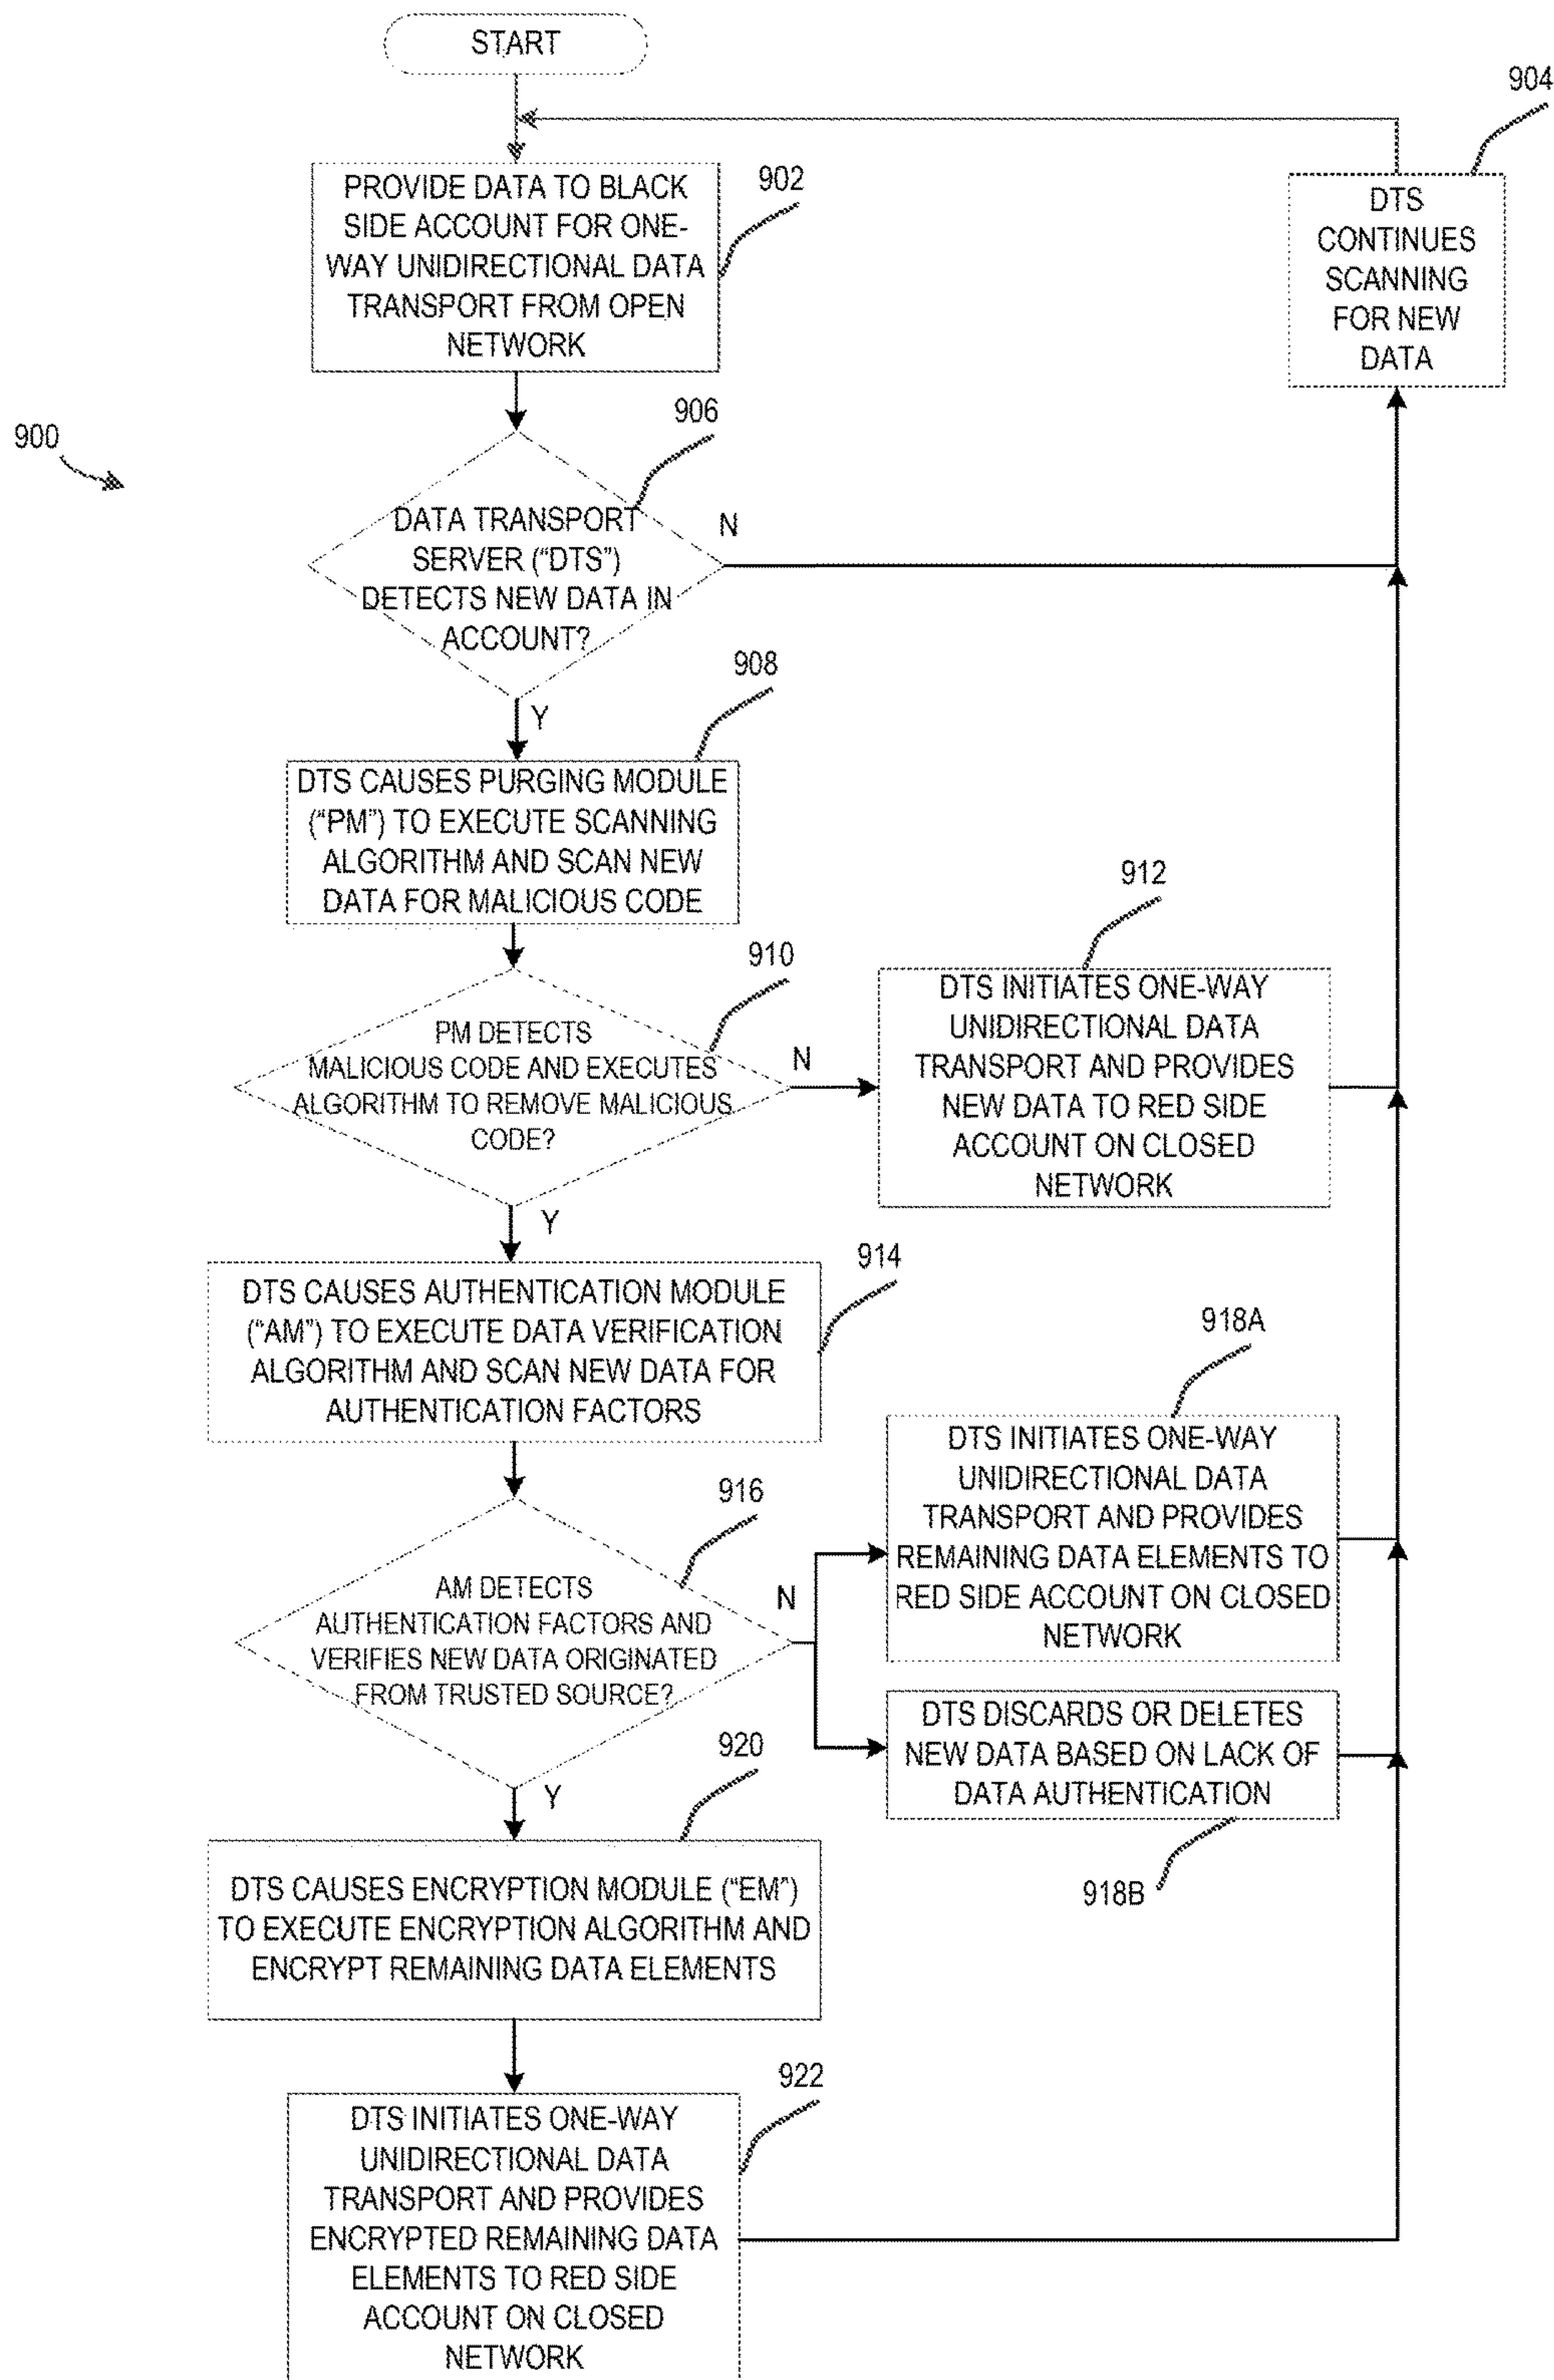 START
904
PROVIDE DATA TO BLACK
SIDE ACCOUNT FOR ONE-
WAY UNIDIRECTIONAL DATA
TRANSPORT FROM OPEN
NETWORK
902
DTS
CONTINUES
SCANNING
FOR NEW
DATA
900
906
DATA TRANSPORT
SERVER ("DTS")
DETECTS NEW DATA IN
ACCOUNT?
N
Y
908
DTS CAUSES PURGING MODULE
("PM") TO EXECUTE SCANNING
ALGORITHM AND SCAN NEW
DATA FOR MALICIOUS CODE
910
PM DETECTS
MALICIOUS CODE AND EXECUTES
ALGORITHM TO REMOVE MALICIOUS
CODE?
N
Y
912
DTS INITIATES ONE-WAY
UNIDIRECTIONAL DATA
TRANSPORT AND PROVIDES
NEW DATA TO RED SIDE
ACCOUNT ON CLOSED
NETWORK
914
DTS CAUSES AUTHENTICATION MODULE
("AM") TO EXECUTE DATA VERIFICATION
ALGORITHM AND SCAN NEW DATA FOR
AUTHENTICATION FACTORS
916
AM DETECTS
AUTHENTICATION FACTORS AND
VERIFIES NEW DATA ORIGINATED
FROM TRUSTED SOURCE?
N
Y
918A
DTS INITIATES ONE-WAY
UNIDIRECTIONAL DATA
TRANSPORT AND PROVIDES
REMAINING DATA ELEMENTS TO
RED SIDE ACCOUNT ON CLOSED
NETWORK
DTS DISCARDS OR DELETES
NEW DATA BASED ON LACK OF
DATA AUTHENTICATION
918B
920
DTS CAUSES ENCRYPTION MODULE ("EM")
TO EXECUTE ENCRYPTION ALGORITHM AND
ENCRYPT REMAINING DATA ELEMENTS
922
DTS INITIATES ONE-WAY
UNIDIRECTIONAL DATA
TRANSPORT AND PROVIDES
ENCRYPTED REMAINING DATA
ELEMENTS TO RED SIDE
ACCOUNT ON CLOSED
NETWORK